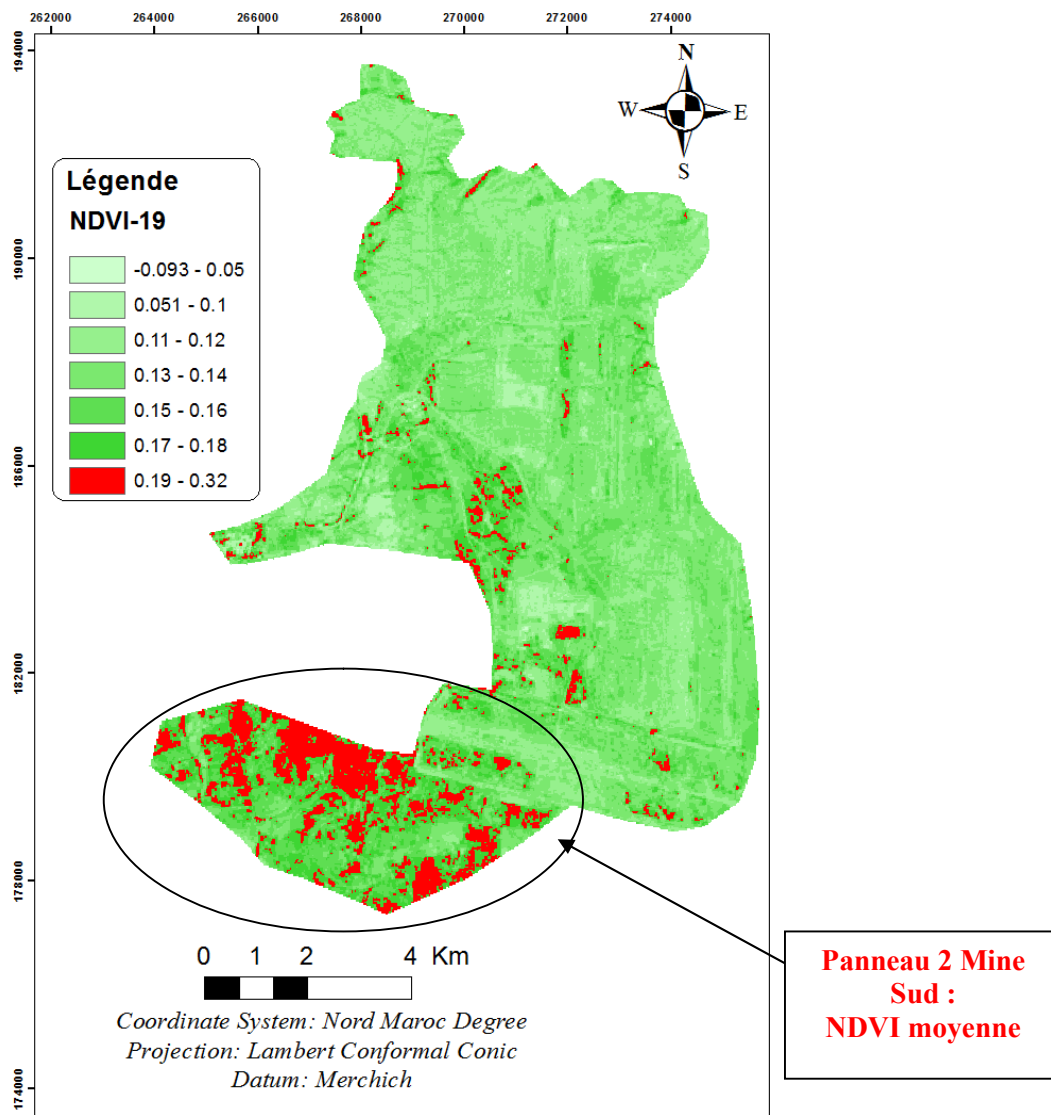 262000 264000 266000 268000 270000 272000 274000
194000
190000
186000
182000
178000
174000
N
W E
S
Légende
NDVI-19
-0.093 - 0.05
0.051 - 0.1
0.11 - 0.12
0.13 - 0.14
0.15 - 0.16
0.17 - 0.18
0.19 - 0.32
0 1 2 4 Km
Coordinate System: Nord Maroc Degree
Projection: Lambert Conformal Conic
Datum: Merchich
Panneau 2 Mine
Sud :
NDVI moyenne